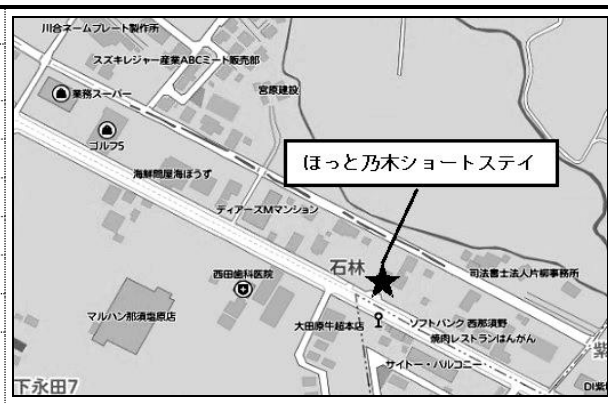 川合ネームプレート製作所
スズキレジャー産業ABCミート販売部
業務スーパー
宮原建設
ゴルフ5
ほっと乃木ショートステイ
海鮮問屋海ぼうず
ディアーズMマンション
石林
西田歯科医院
司法書士法人片柳事務所
マルハン那須塩原店
大田原牛超本店
ソフトバンク 西那須野
焼肉レストランはんがん
サイトー・バルコニー
紫
下永田7
DI紫